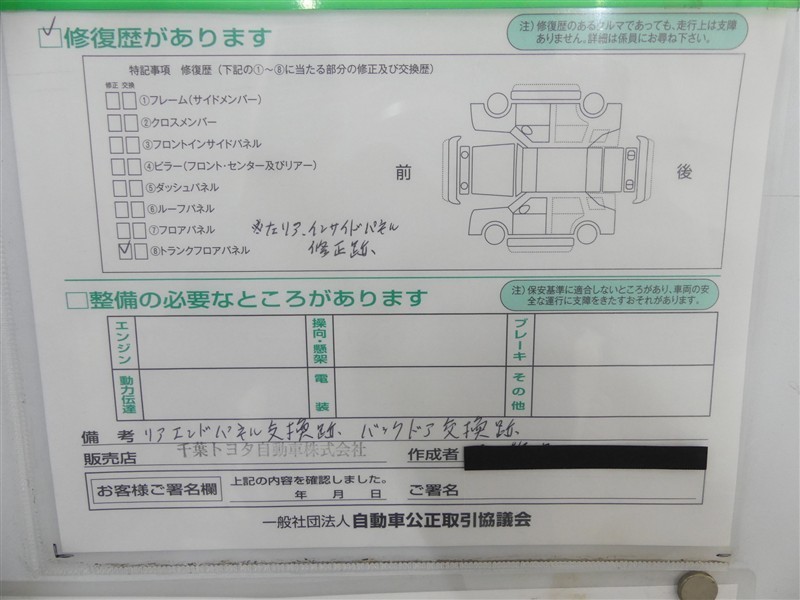 修復歴があります
注）修復歴のあるクルマであっても、走行上は支障
ありません。詳細は係員にお尋ね下さい。
特記事項 修復歴（下記の①～⑧に当たる部分の修正及び交換歴）
修正 交換
①フレーム（サイドメンバー）
②クロスメンバー
③フロントインサイドパネル
④ピラー（フロント・センター及びリアー）
⑤ダッシュパネル
⑥ルーフパネル
⑦フロアパネル
⑧トランクフロアパネル
※左リア、インサイドパネル
修正跡、
前
後
整備の必要なところがあります
注）保安基準に適合しないところがあり、車両の安
全な運行に支障をきたすおそれがあります。
エンジン
操向・懸架
ブレーキ
動力伝達
電装
その他
備考 リアエンドパネル交換跡、バックドア交換跡
販売店 千葉トヨタ自動車株式会社 作成者
お客様ご署名欄
上記の内容を確認しました。
年 月 日
ご署名
一般社団法人 自動車公正取引協議会